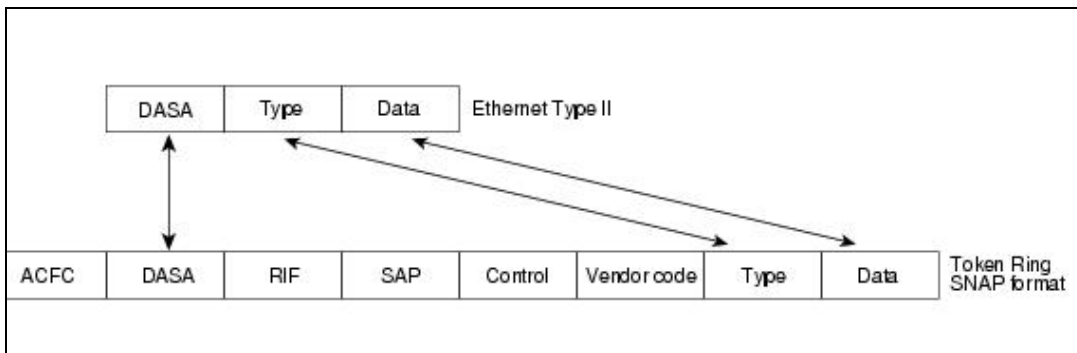 DASA Type Data Ethernet Type II
ACFC DASA RIF SAP Control Vendor code Type Data Token Ring
SNAP format